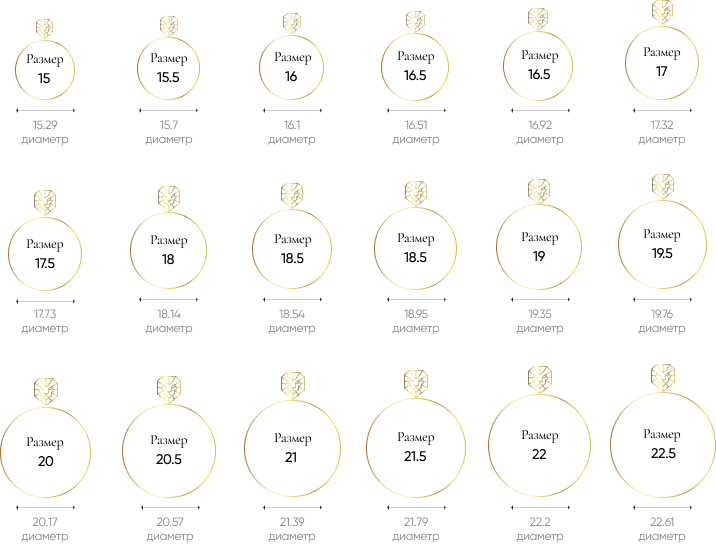 Размер
15
15.29
диаметр
Размер
15.5
15.7
диаметр
Размер
16
16.1
диаметр
Размер
16.5
16.51
диаметр
Размер
16.5
16.92
диаметр
Размер
17
17.32
диаметр
Размер
17.5
17.73
диаметр
Размер
18
18.14
диаметр
Размер
18.5
18.54
диаметр
Размер
18.5
18.95
диаметр
Размер
19
19.35
диаметр
Размер
19.5
19.76
диаметр
Размер
20
20.17
диаметр
Размер
20.5
20.57
диаметр
Размер
21
21.39
диаметр
Размер
21.5
21.79
диаметр
Размер
22
22.2
диаметр
Размер
22.5
22.61
диаметр